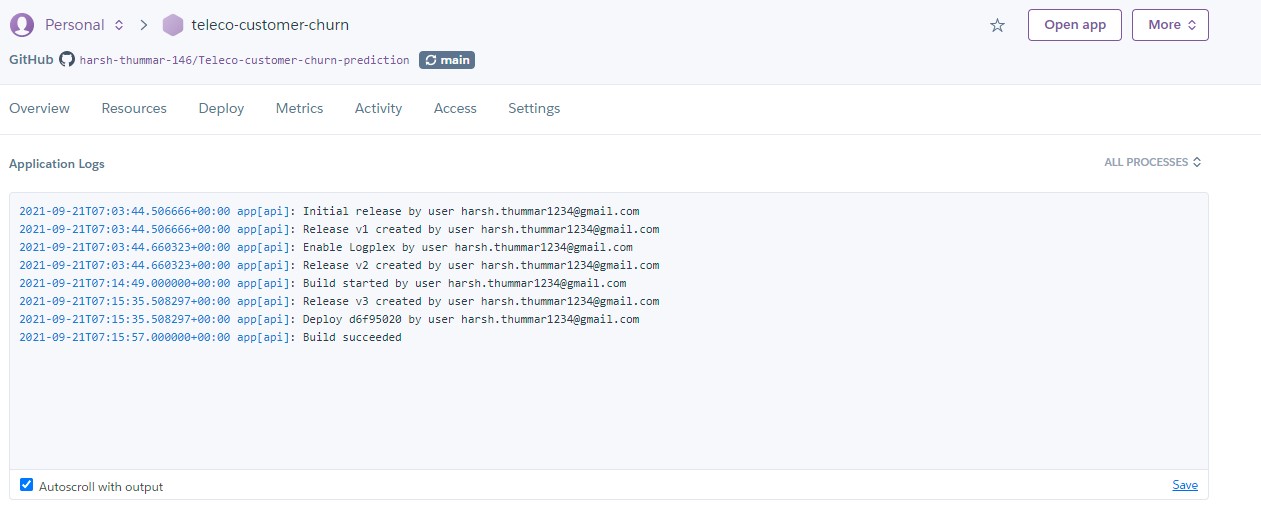 Personal teleco-customer-churn Open app More
GitHub harsh-thummar-146/Teleco-customer-churn-prediction main
Overview Resources Deploy Metrics Activity Access Settings
Application Logs ALL PROCESSES
2021-09-21T07:03:44.506666+00:00 app[api]: Initial release by user harsh.thummar1234@gmail.com
2021-09-21T07:03:44.506666+00:00 app[api]: Release v1 created by user harsh.thummar1234@gmail.com
2021-09-21T07:03:44.660323+00:00 app[api]: Enable Logplex by user harsh.thummar1234@gmail.com
2021-09-21T07:03:44.660323+00:00 app[api]: Release v2 created by user harsh.thummar1234@gmail.com
2021-09-21T07:14:49.000000+00:00 app[api]: Build started by user harsh.thummar1234@gmail.com
2021-09-21T07:15:35.508297+00:00 app[api]: Release v3 created by user harsh.thummar1234@gmail.com
2021-09-21T07:15:35.508297+00:00 app[api]: Deploy d6f95020 by user harsh.thummar1234@gmail.com
2021-09-21T07:15:57.000000+00:00 app[api]: Build succeeded
Autoscroll with output Save